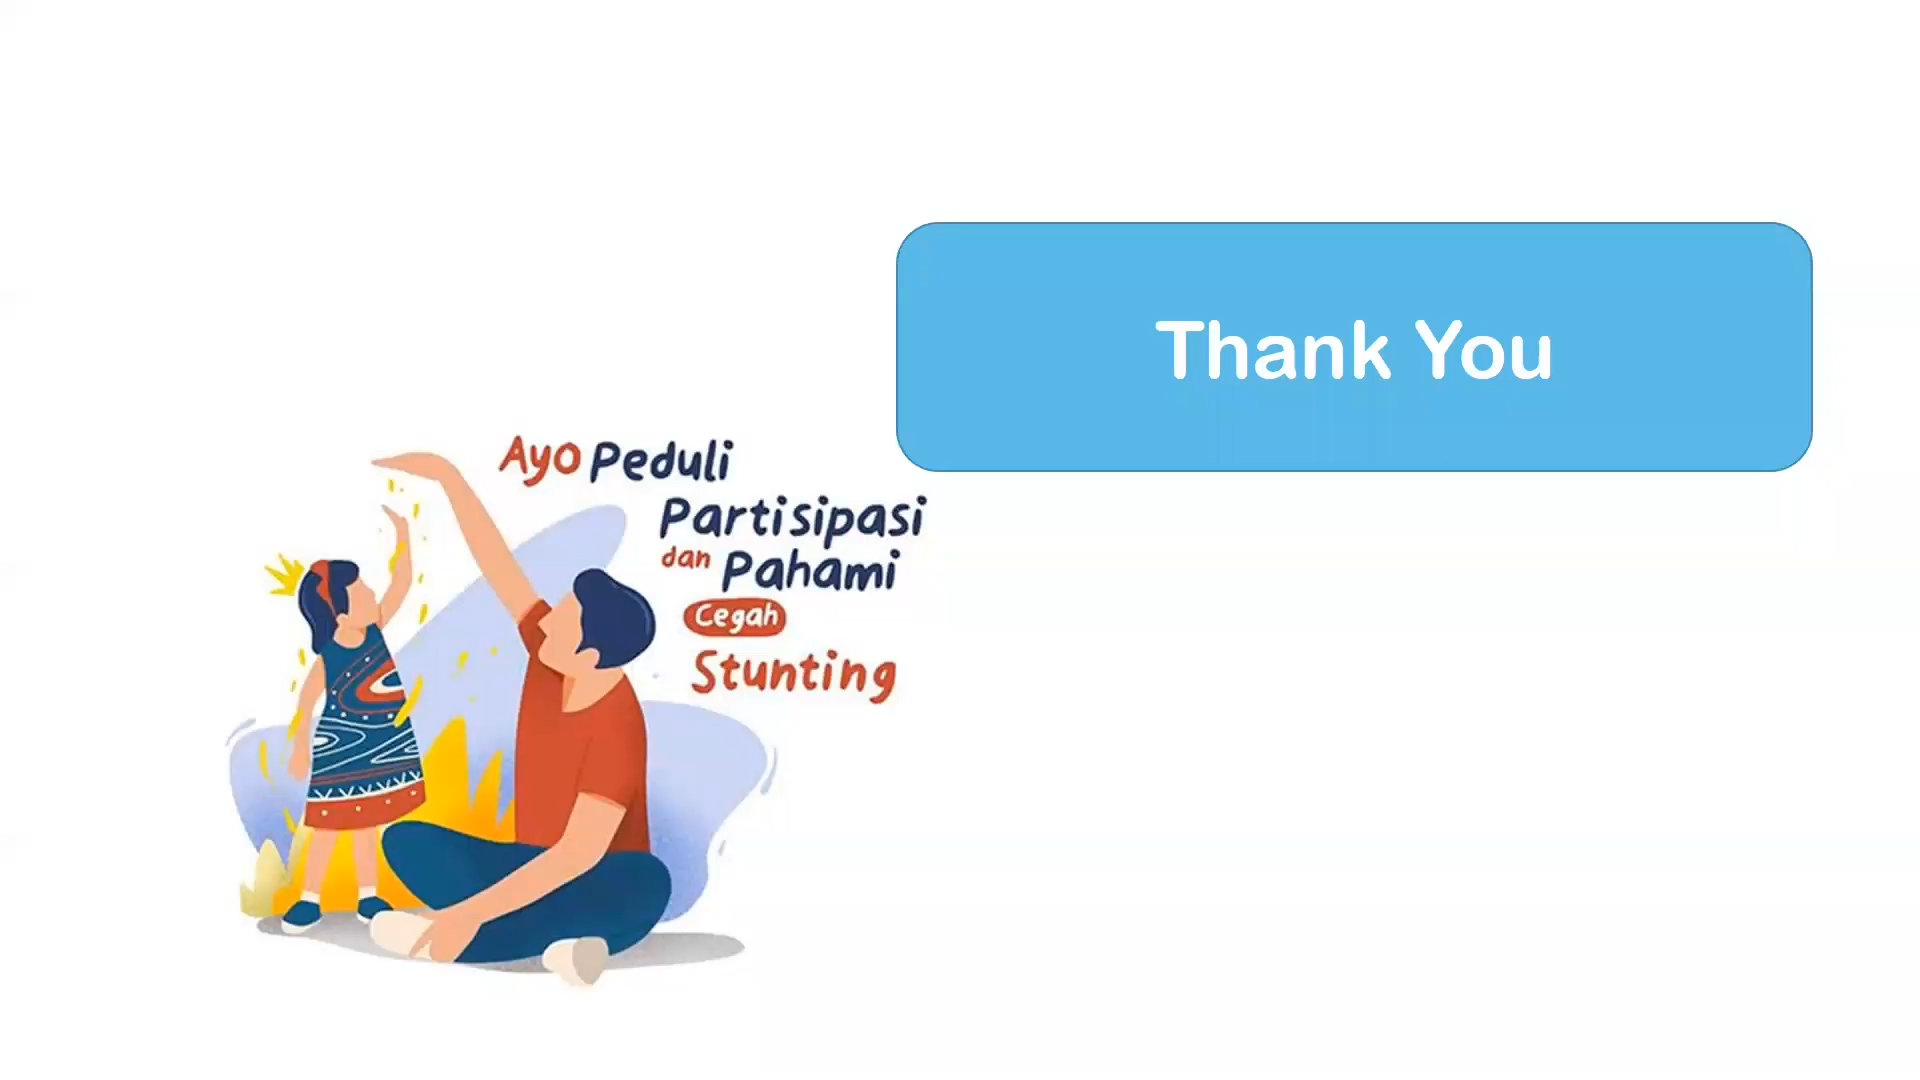 Thank You
Ayo Peduli
Partisipasi
dan Pahami
Cegah
Stunting